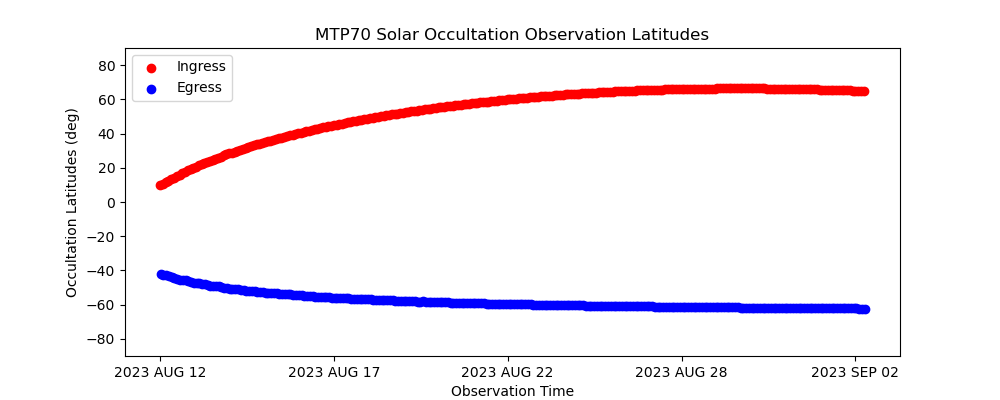 MTP70 Solar Occultation Observation Latitudes
Ingress
Egress
Occultation Latitudes (deg)
80
60
40
20
0
−20
−40
−60
−80
2023 AUG 12
2023 AUG 17
2023 AUG 22
2023 AUG 28
2023 SEP 02
Observation Time